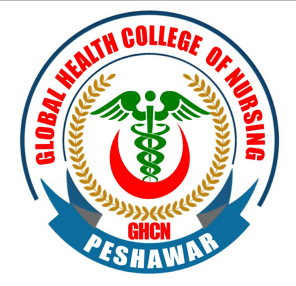 GLOBAL HEALTH COLLEGE OF NURSING
GHCN
PESHAWAR